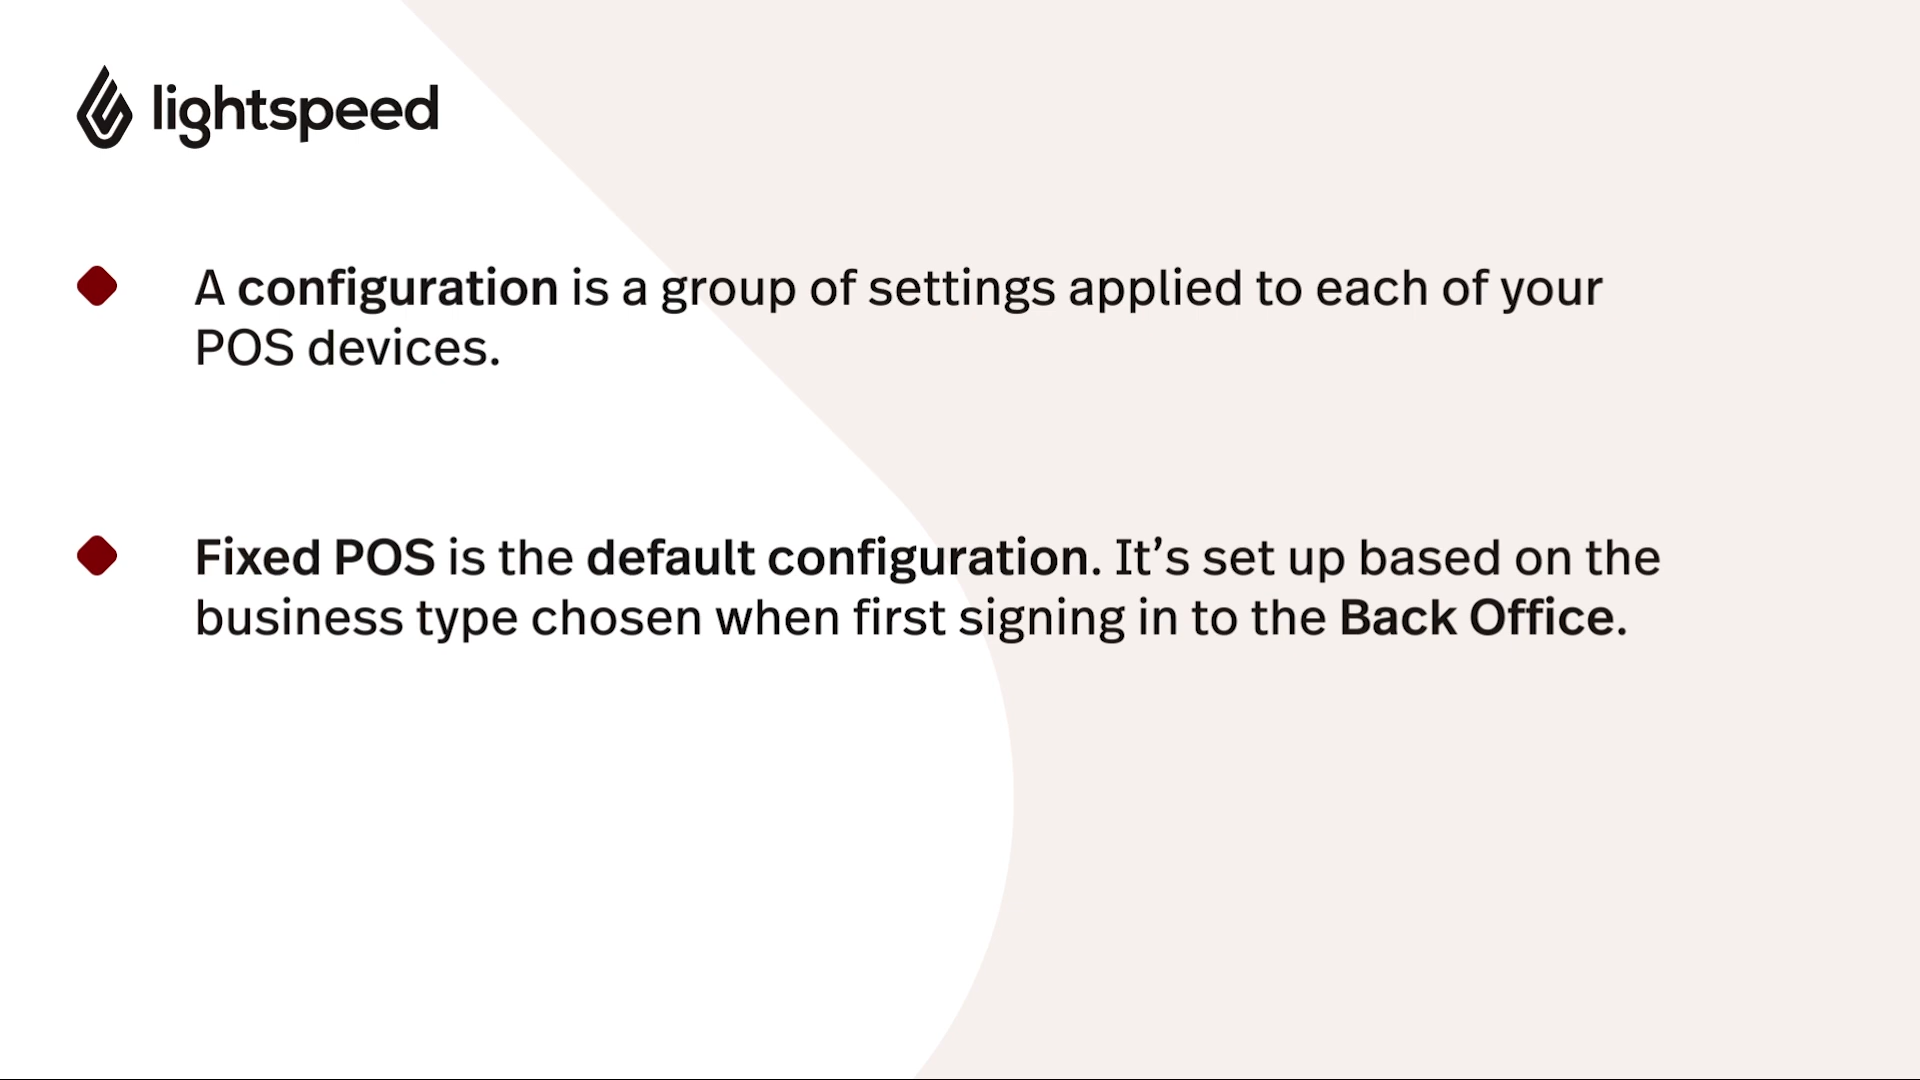 lightspeed
A configuration is a group of settings applied to each of your
POS devices.
Fixed POS is the default configuration. It’s set up based on the
business type chosen when first signing in to the Back Office.